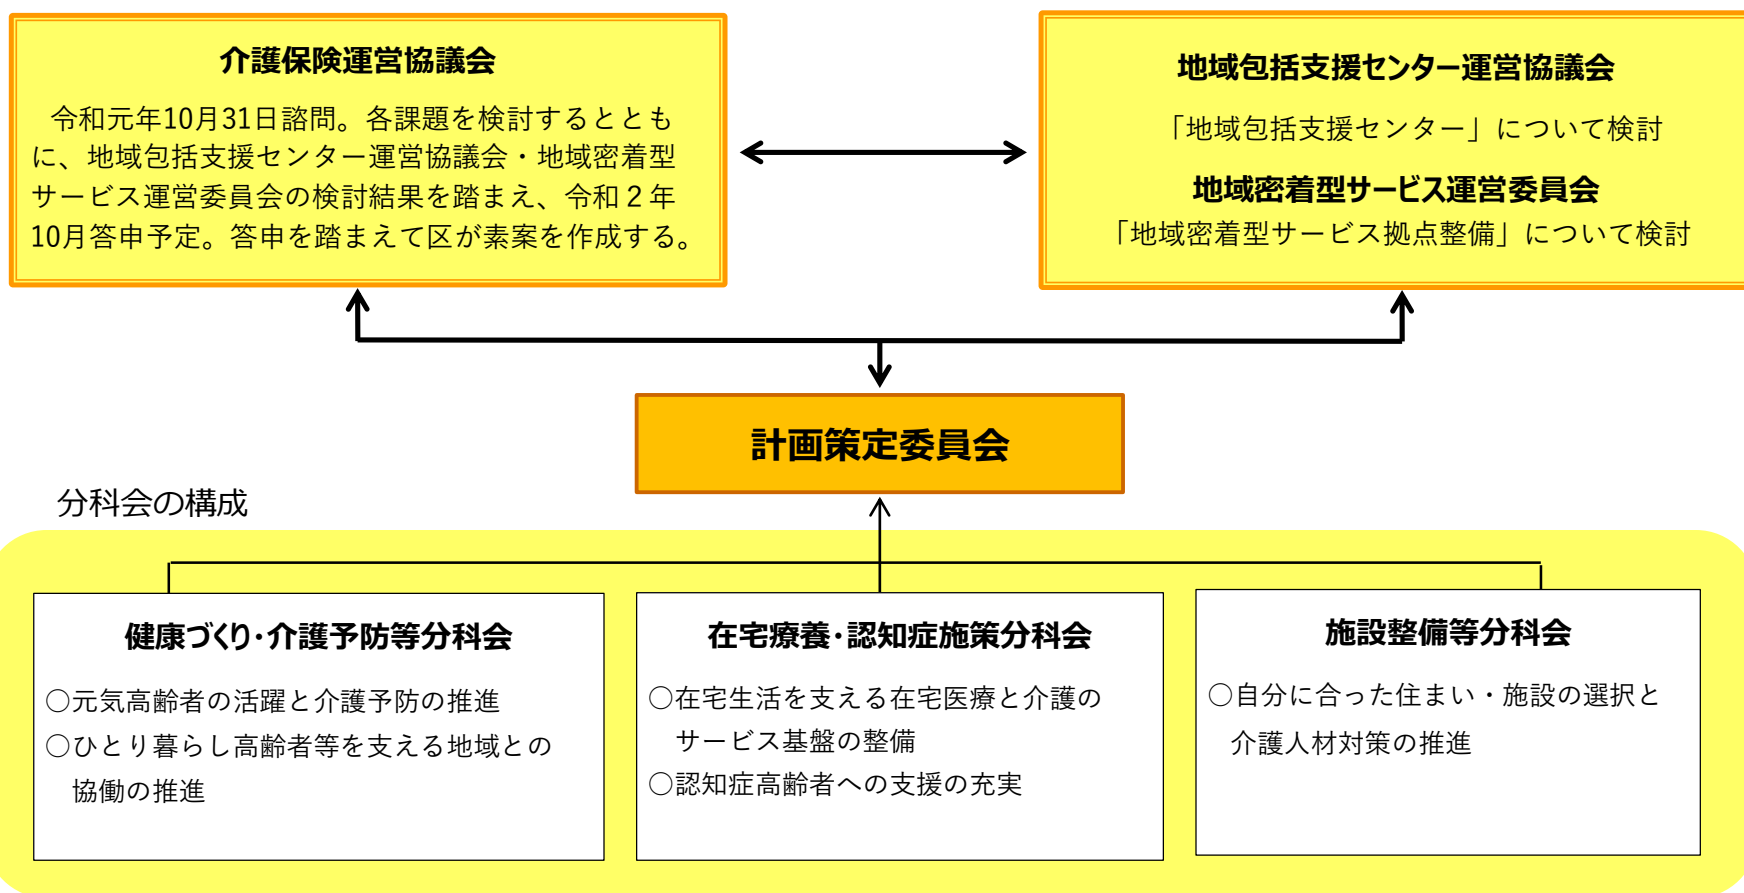 介護保険運営協議会
令和元年10月31日諮問。各課題を検討するととも
に、地域包括支援センター運営協議会・地域密着型
サービス運営委員会の検討結果を踏まえ、令和２年
10月答申予定。答申を踏まえて区が素案を作成する。
地域包括支援センター運営協議会
「地域包括支援センター」について検討
地域密着型サービス運営委員会
「地域密着型サービス拠点整備」について検討
計画策定委員会
分科会の構成
健康づくり・介護予防等分科会
○元気高齢者の活躍と介護予防の推進
○ひとり暮らし高齢者等を支える地域との
協働の推進
在宅療養・認知症施策分科会
○在宅生活を支える在宅医療と介護の
サービス基盤の整備
○認知症高齢者への支援の充実
施設整備等分科会
○自分に合った住まい・施設の選択と
介護人材対策の推進